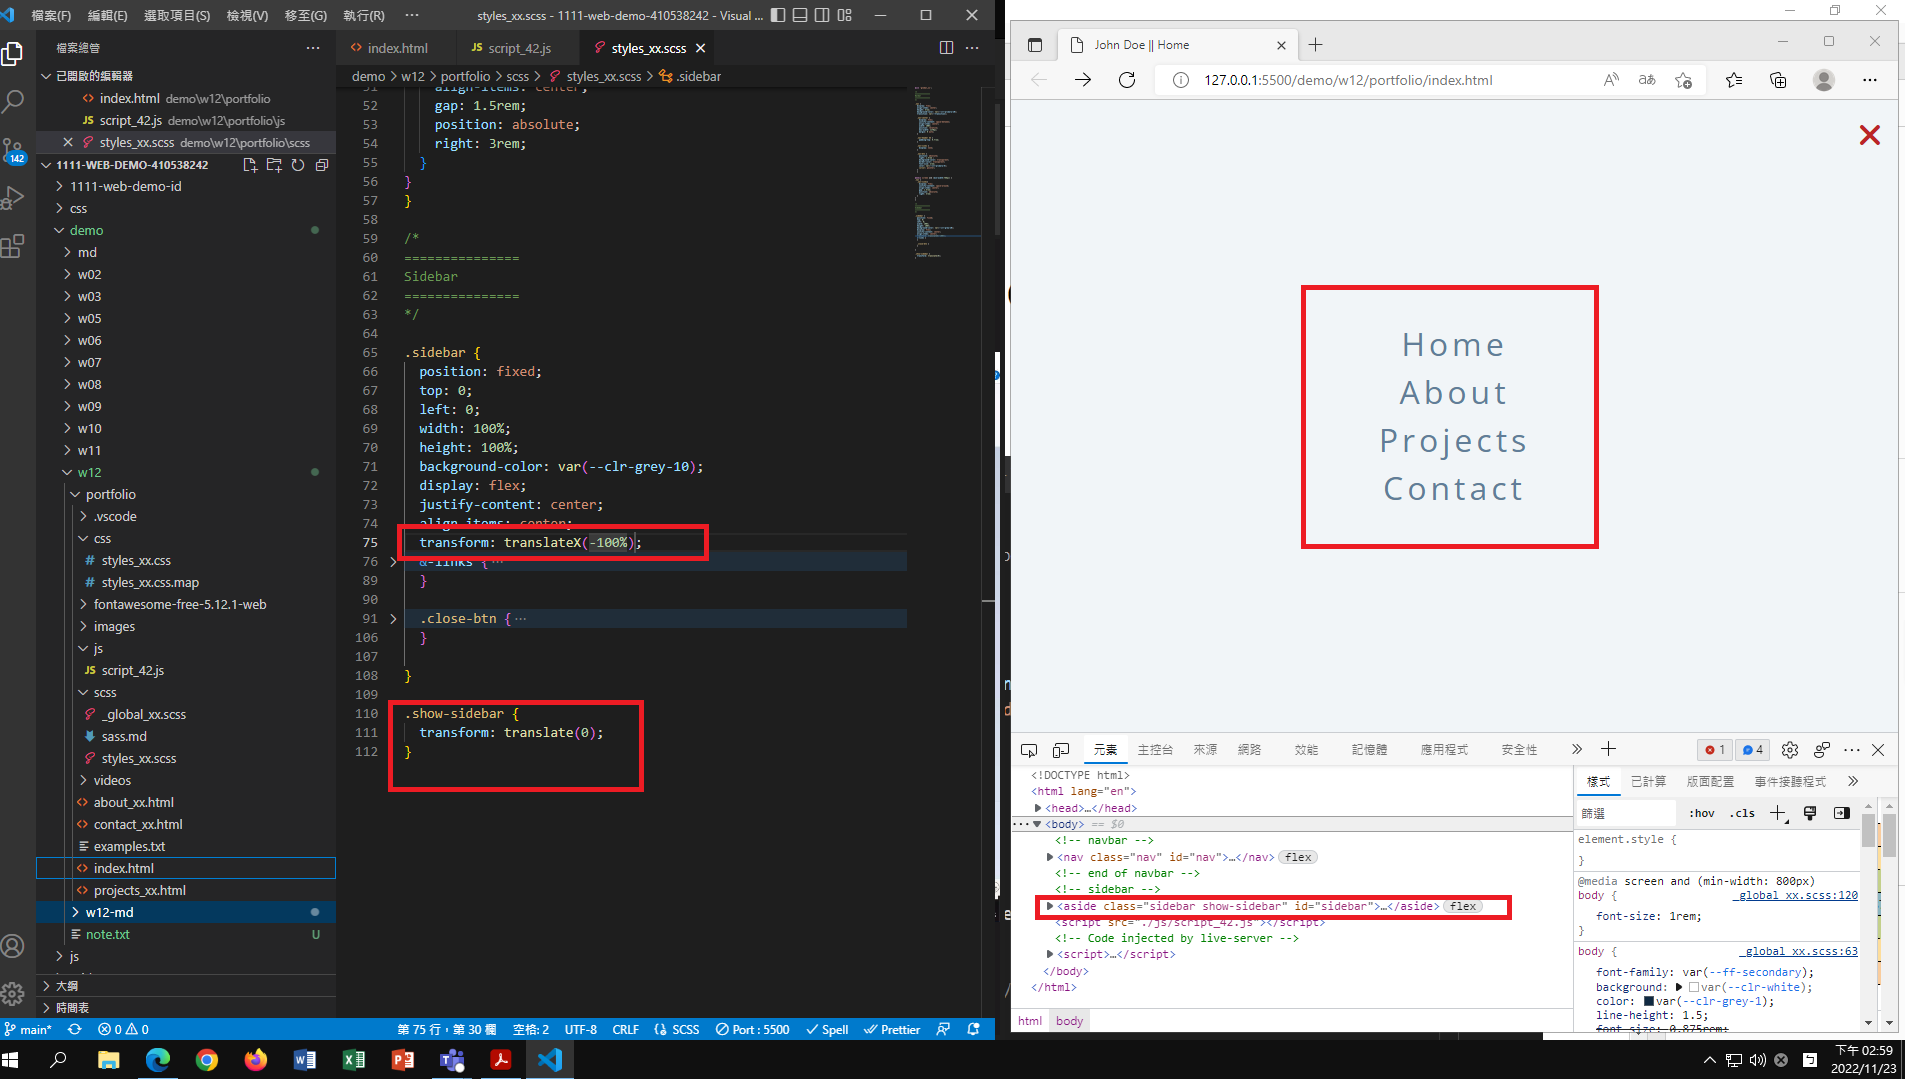 檔案(F) 編輯(E) 選取項目(S) 檢視(V) 移至(G) 執行(R) ··· styles_xx.scss - 1111-web-demo-410538242 - Visual ...
檔案總管 ···
已開啟的編輯器
index.html demo\w12\portfolio
script_42.js demo\w12\portfolio\js
styles_xx.scss demo\w12\portfolio\scss
142
1111-WEB-DEMO-410538242
1111-web-demo-id
css
demo
md
w02
w03
w05
w06
w07
w08
w09
w10
w11
w12
portfolio
.vscode
css
styles_xx.css
styles_xx.css.map
fontawesome-free-5.12.1-web
images
js
script_42.js
scss
_global_xx.scss
sass.md
styles_xx.scss
videos
about_xx.html
contact_xx.html
examples.txt
index.html
projects_xx.html
w12-md
note.txt U
js
大綱
時間表
index.html JS script_42.js styles_xx.scss
demo > w12 > portfolio > scss > styles_xx.scss > .sidebar
51 align-items: center;
52 gap: 1.5rem;
53 position: absolute;
54 right: 3rem;
55 }
56 }
57 }
58
59 /*
60 ===============
61 Sidebar
62 ===============
63 */
64
65 .sidebar {
66 position: fixed;
67 top: 0;
68 left: 0;
69 width: 100%;
70 height: 100%;
71 background-color: var(--clr-grey-10);
72 display: flex;
73 justify-content: center;
74 align-items: center;
75 transform: translateX(-100%);
76 &-links {···
89 }
90
91 .close-btn {···
106 }
107
108 }
109
110 .show-sidebar {
111 transform: translate(0);
112 }
main* 0 0 第 75 行，第 30 欄 空格: 2 UTF-8 CRLF SCSS Port : 5500 Spell Prettier
John Doe || Home
127.0.0.1:5500/demo/w12/portfolio/index.html
Home
About
Projects
Contact
元素 主控台 來源 網路 效能 記憶體 應用程式 安全性 1 4
<!DOCTYPE html>
<html lang="en">
<head>…</head>
<body> == $0
<!-- navbar -->
<nav class="nav" id="nav">…</nav> flex
<!-- end of navbar -->
<!-- sidebar -->
<aside class="sidebar show-sidebar" id="sidebar">…</aside> flex
<script src="./js/script_42.js"></script>
<!-- Code injected by live-server -->
<script>…</script>
</body>
</html>
html body
樣式 已計算 版面配置 事件接聽程式
篩選 :hov .cls
element.style {
}
@media screen and (min-width: 800px)
body { _global_xx.scss:120
font-size: 1rem;
}
body { _global_xx.scss:63
font-family: var(--ff-secondary);
background: var(--clr-white);
color: var(--clr-grey-1);
line-height: 1.5;
font-size: 0.875rem;
下午 02:59
2022/11/23